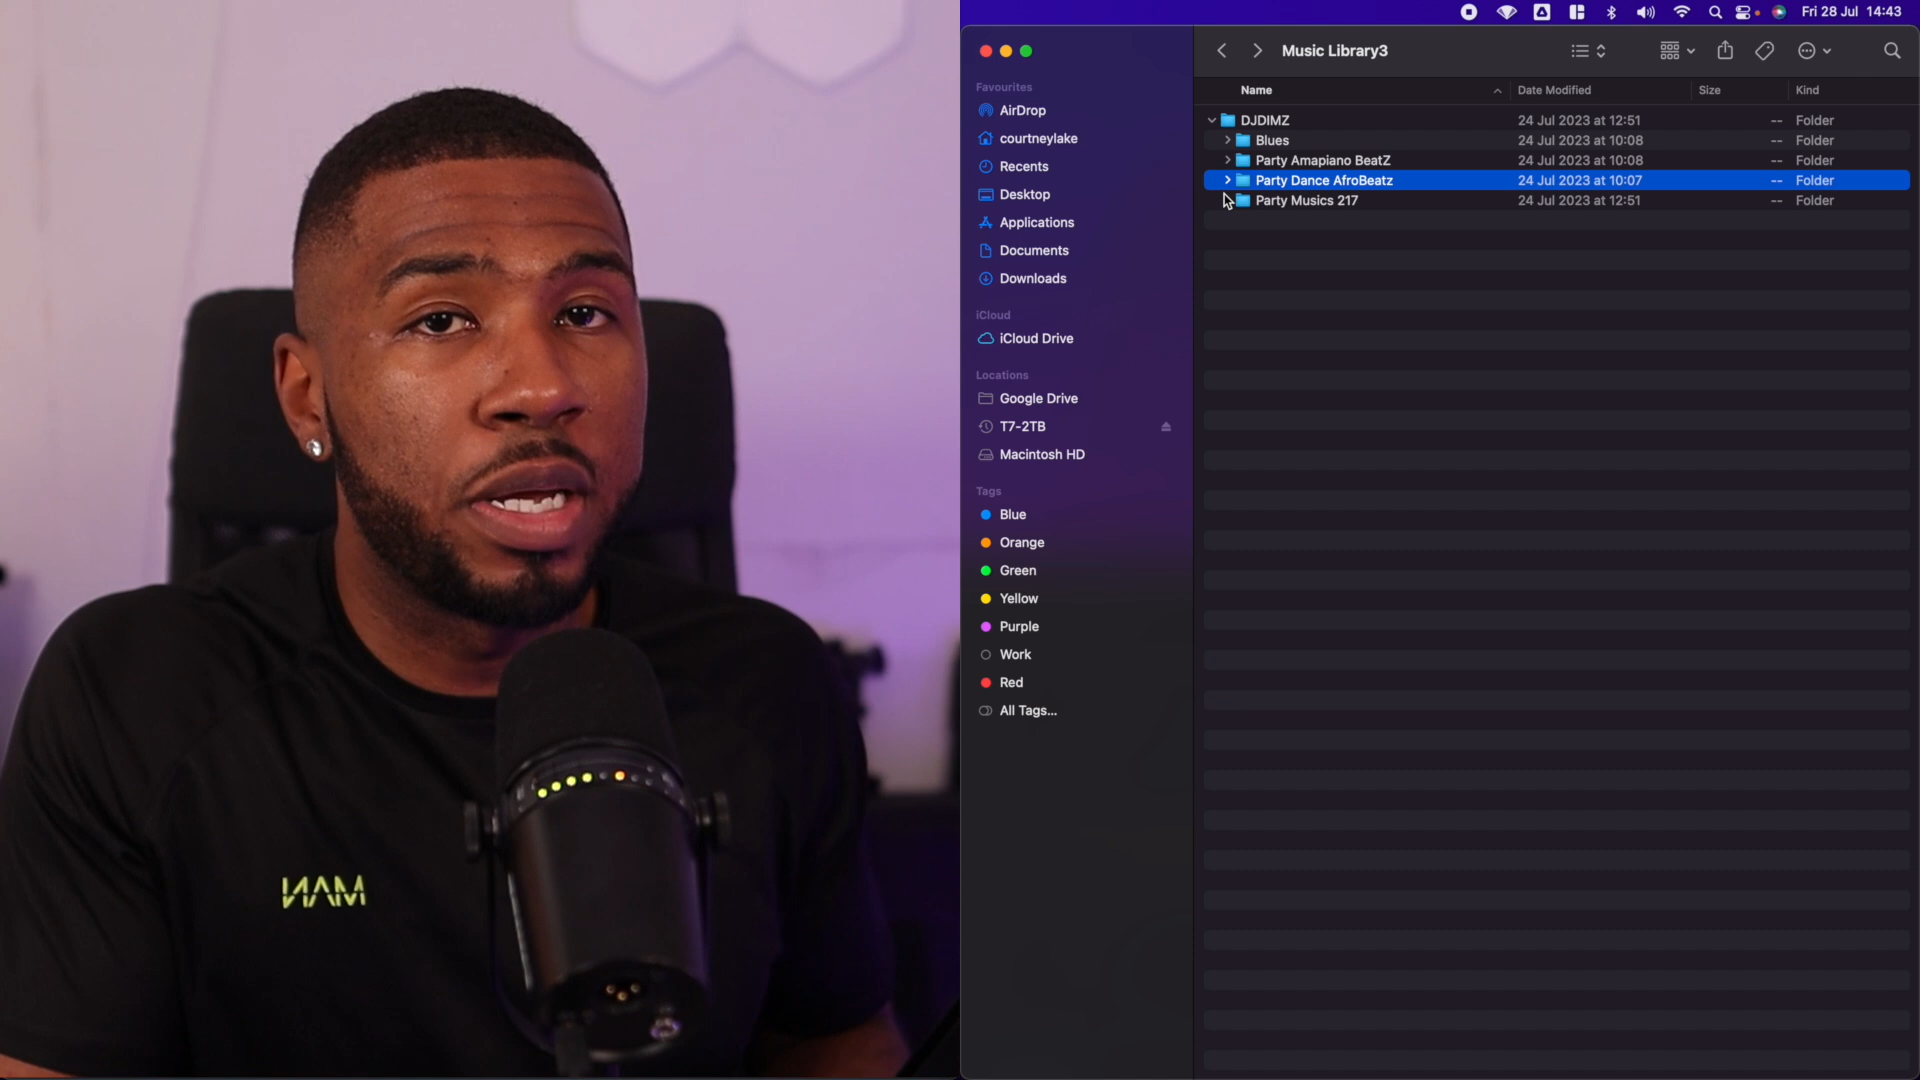 Fri 28 Jul 14:43
Music Library3
Favourites
AirDrop
courtneylake
Recents
Desktop
Applications
Documents
Downloads
iCloud
iCloud Drive
Locations
Google Drive
T7-2TB
Macintosh HD
Tags
Blue
Orange
Green
Yellow
Purple
Work
Red
All Tags...
Name Date Modified Size Kind
DJDIMZ 24 Jul 2023 at 12:51 -- Folder
Blues 24 Jul 2023 at 10:08 -- Folder
Party Amapiano BeatZ 24 Jul 2023 at 10:08 -- Folder
Party Dance AfroBeatz 24 Jul 2023 at 10:07 -- Folder
Party Musics 217 24 Jul 2023 at 12:51 -- Folder